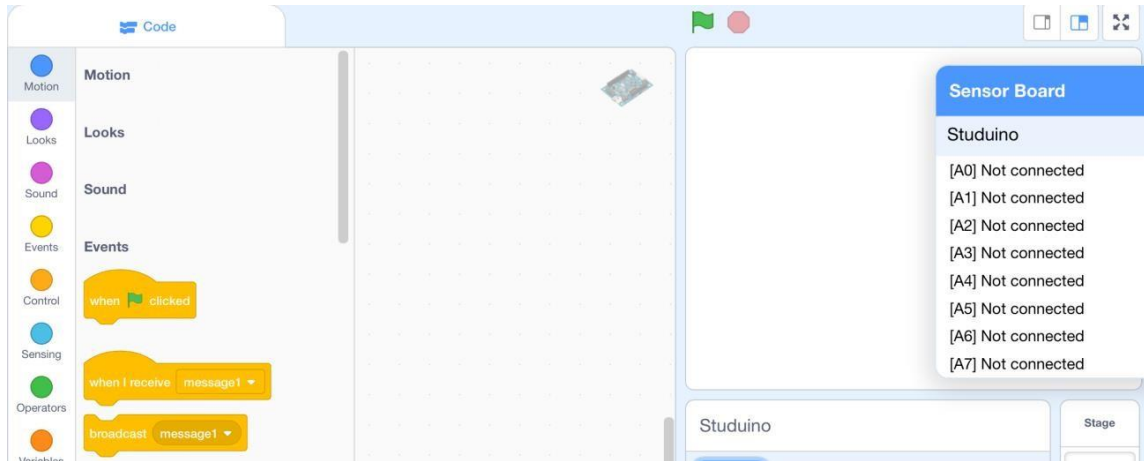 Code
Motion
Looks
Sound
Events
Control
Sensing
Operators
Variables
Motion
Looks
Sound
Events
when clicked
when I receive message1
broadcast message1
Sensor Board
Studuino
[A0] Not connected
[A1] Not connected
[A2] Not connected
[A3] Not connected
[A4] Not connected
[A5] Not connected
[A6] Not connected
[A7] Not connected
Studuino
Stage